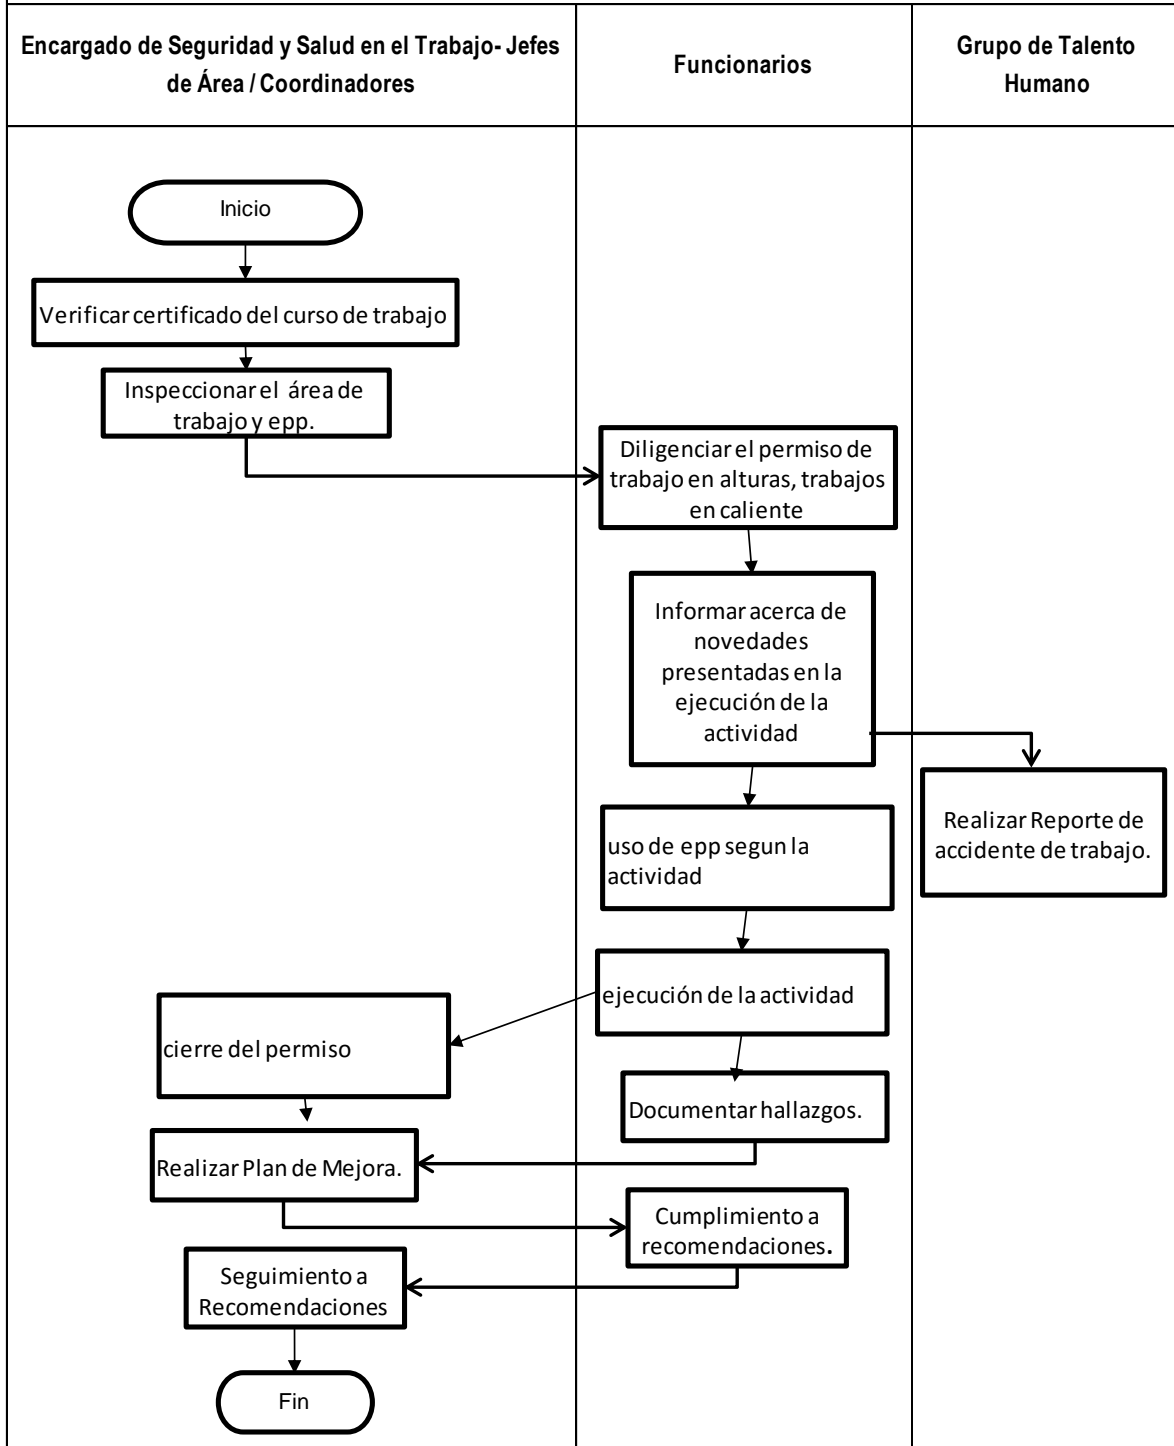 Encargado de Seguridad y Salud en el Trabajo- Jefes
de Área / Coordinadores
Funcionarios
Grupo de Talento
Humano
Inicio
Verificar certificado del curso de trabajo
Inspeccionar el área de
trabajo y epp.
Diligenciar el permiso de
trabajo en alturas, trabajos
en caliente
Informar acerca de
novedades
presentadas en la
ejecución de la
actividad
Realizar Reporte de
accidente de trabajo.
uso de epp segun la
actividad
ejecución de la actividad
cierre del permiso
Documentar hallazgos.
Realizar Plan de Mejora.
Cumplimiento a
recomendaciones.
Seguimiento a
Recomendaciones
Fin